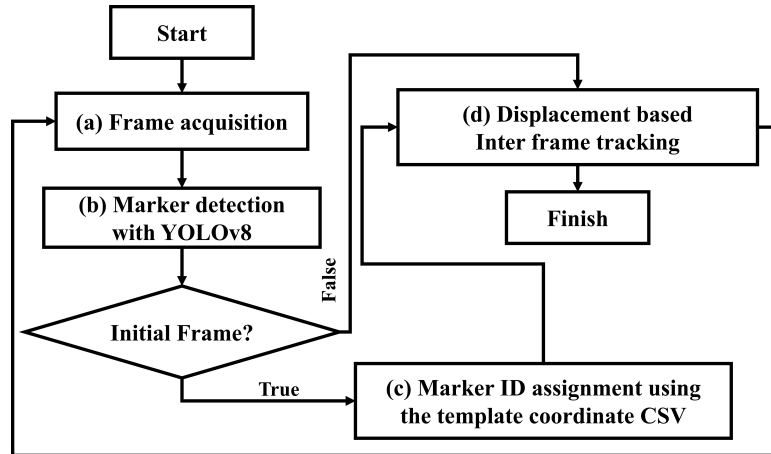 Start
(a) Frame acquisition
(b) Marker detection
with YOLOv8
Initial Frame?
True
False
(c) Marker ID assignment using
the template coordinate CSV
(d) Displacement based
Inter frame tracking
Finish